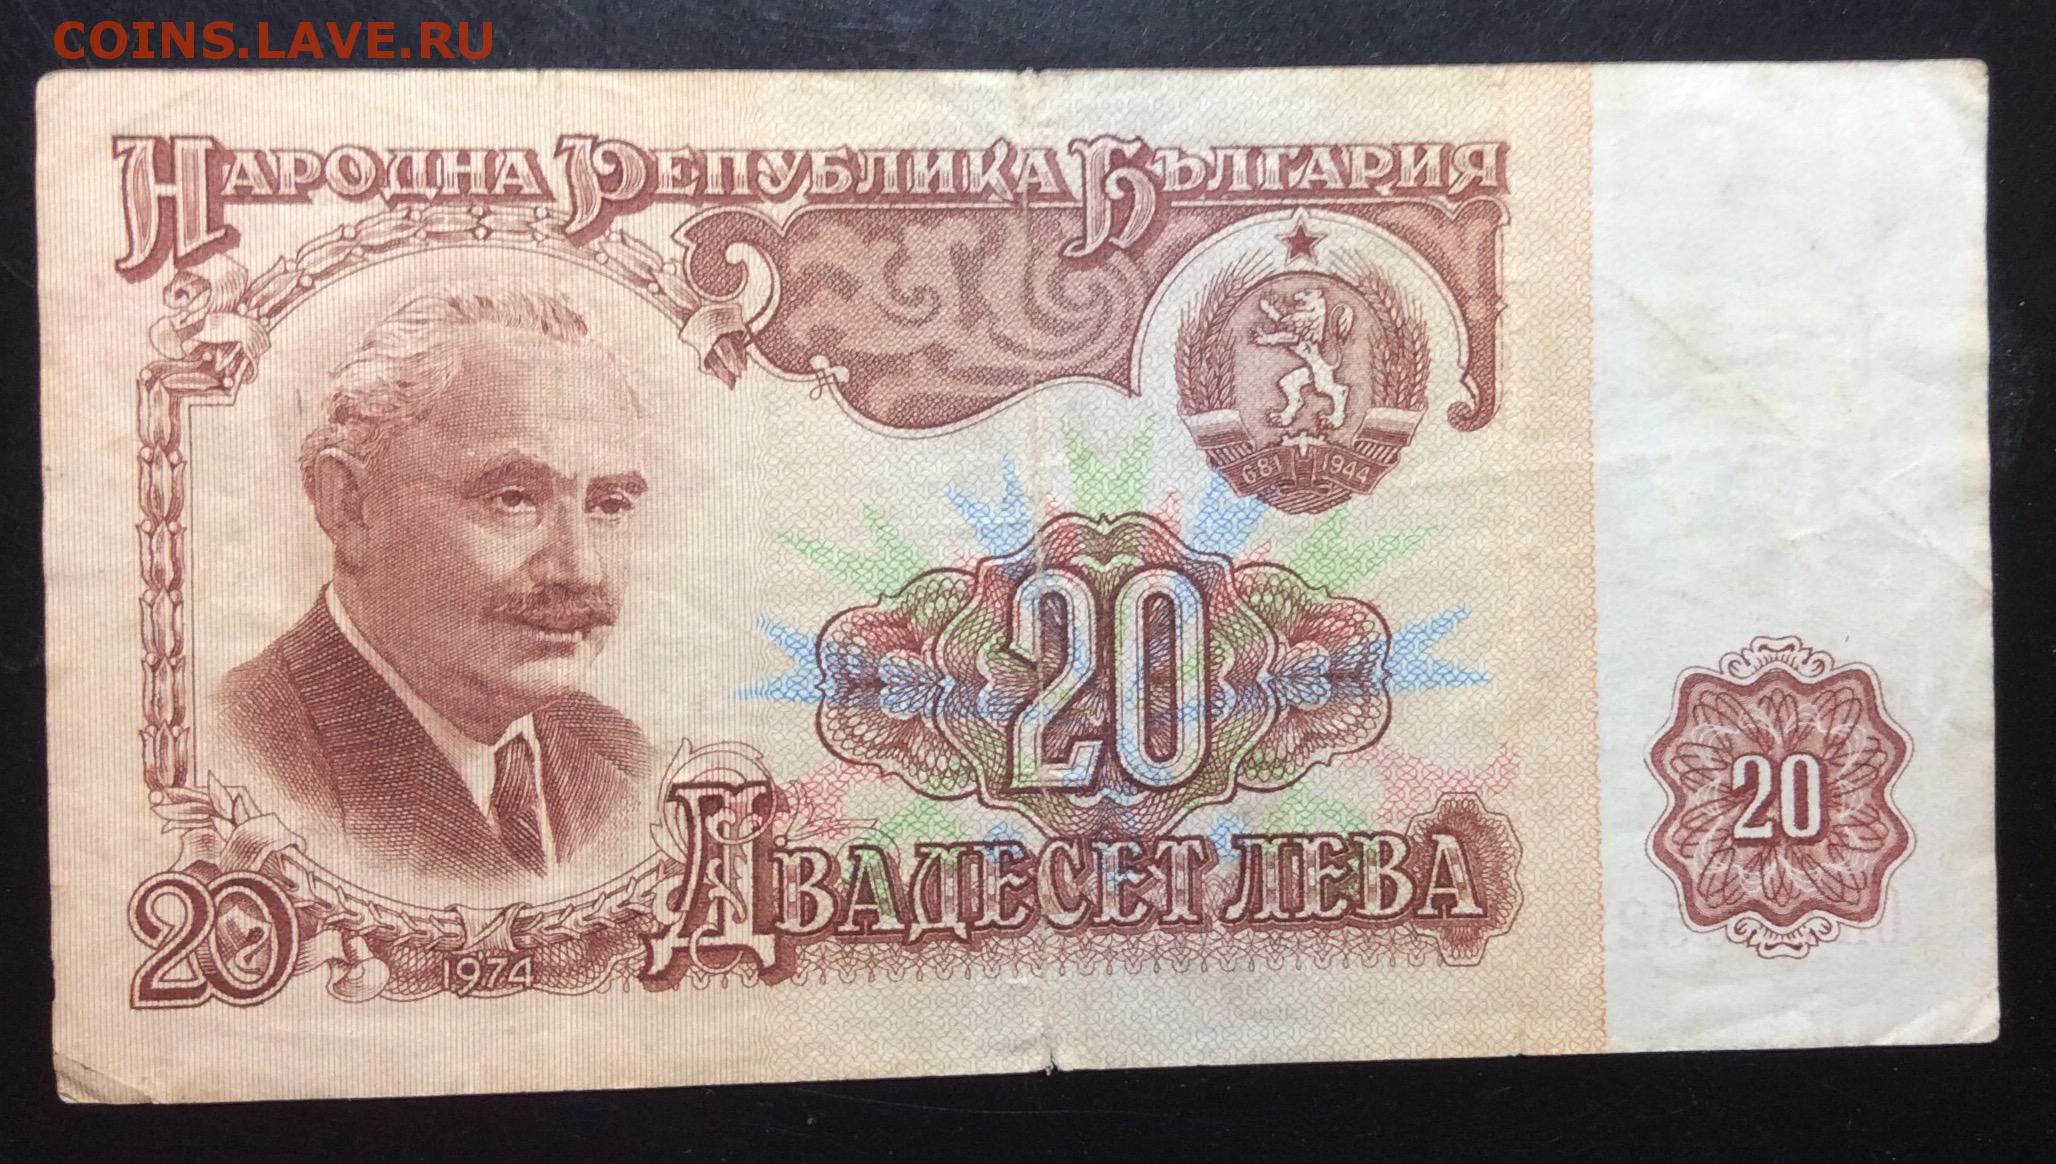 COINS.LAVE.RU
НАРОДНА РЕПУБЛИКА БЪЛГАРИЯ
681 1944
20
20
ДВАДЕСЕТ ЛЕВА
20
1974